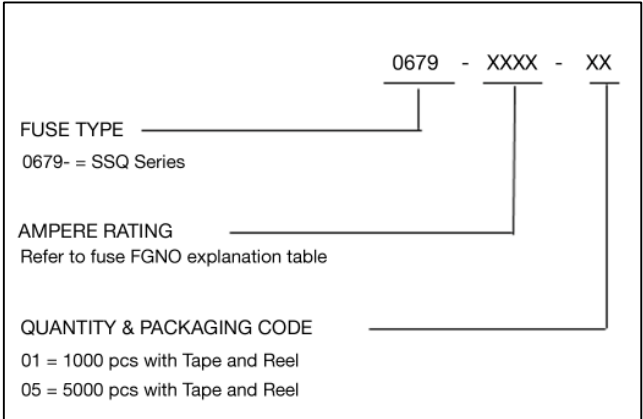 0679 - XXXX - XX
FUSE TYPE
0679- = SSQ Series
AMPERE RATING
Refer to fuse FGNO explanation table
QUANTITY & PACKAGING CODE
01 = 1000 pcs with Tape and Reel
05 = 5000 pcs with Tape and Reel